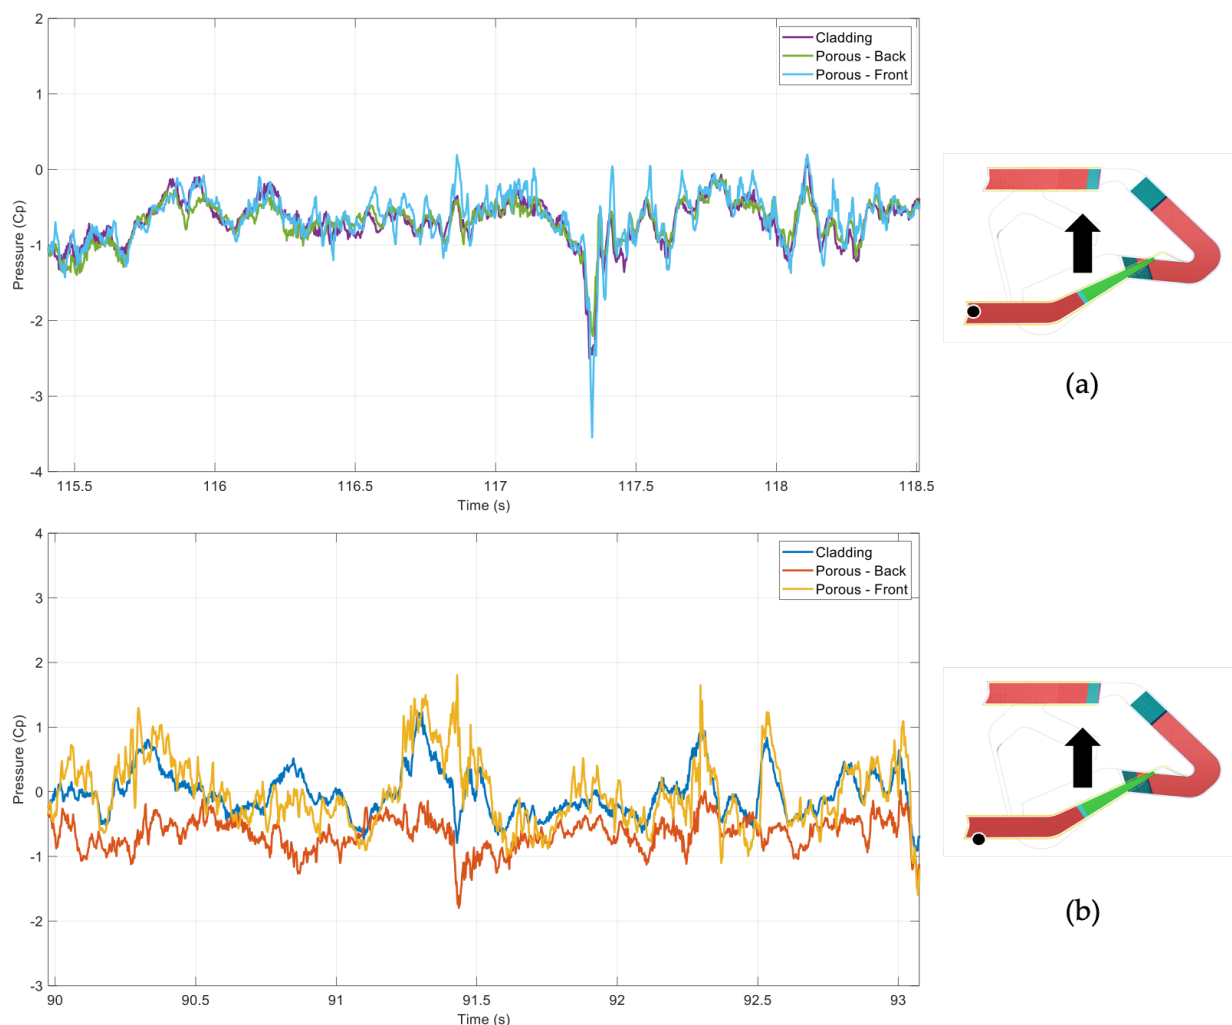 2
1
0
-1
-2
-3
-4
Pressure (Cp)
Cladding
Porous - Back
Porous - Front
115.5 116 116.5 117 117.5 118 118.5
Time (s)
(a)
4
3
2
1
0
-1
-2
-3
Pressure (Cp)
Cladding
Porous - Back
Porous - Front
90 90.5 91 91.5 92 92.5 93
Time (s)
(b)